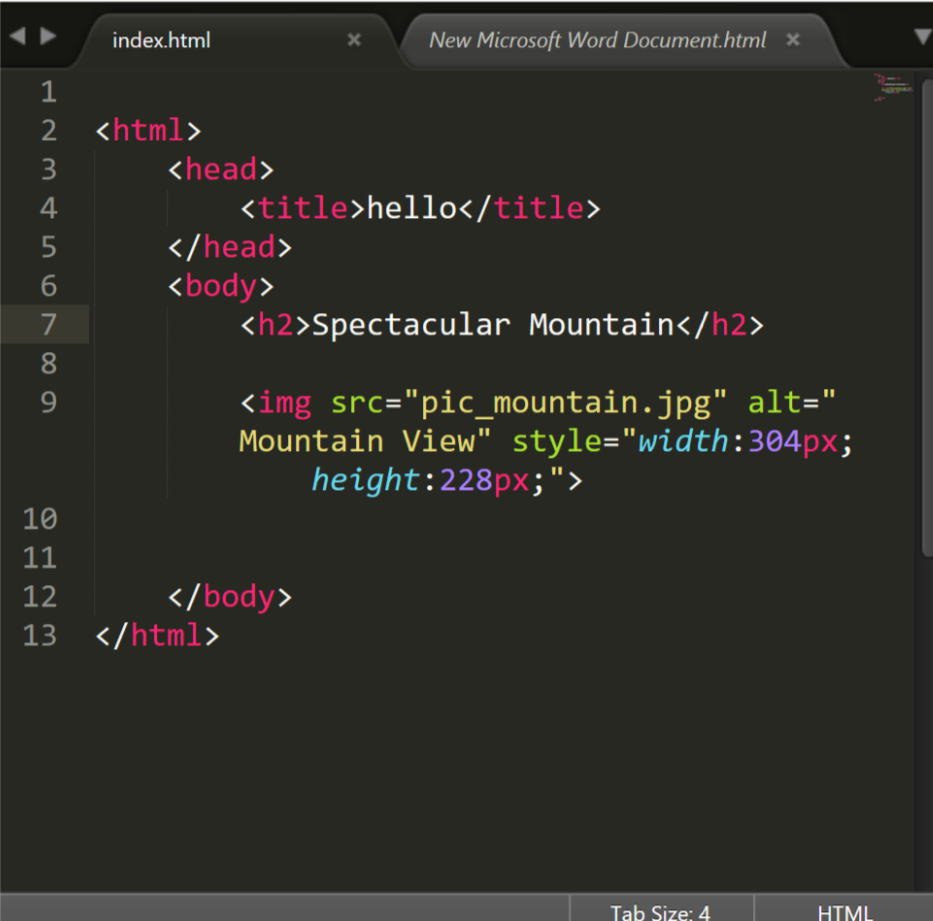 index.html × New Microsoft Word Document.html ×
1
2 <html>
3 <head>
4 <title>hello</title>
5 </head>
6 <body>
7 <h2>Spectacular Mountain</h2>
8
9 <img src="pic_mountain.jpg" alt="
Mountain View" style="width:304px;
height:228px;">
10
11
12 </body>
13 </html>
Tab Size: 4 HTML